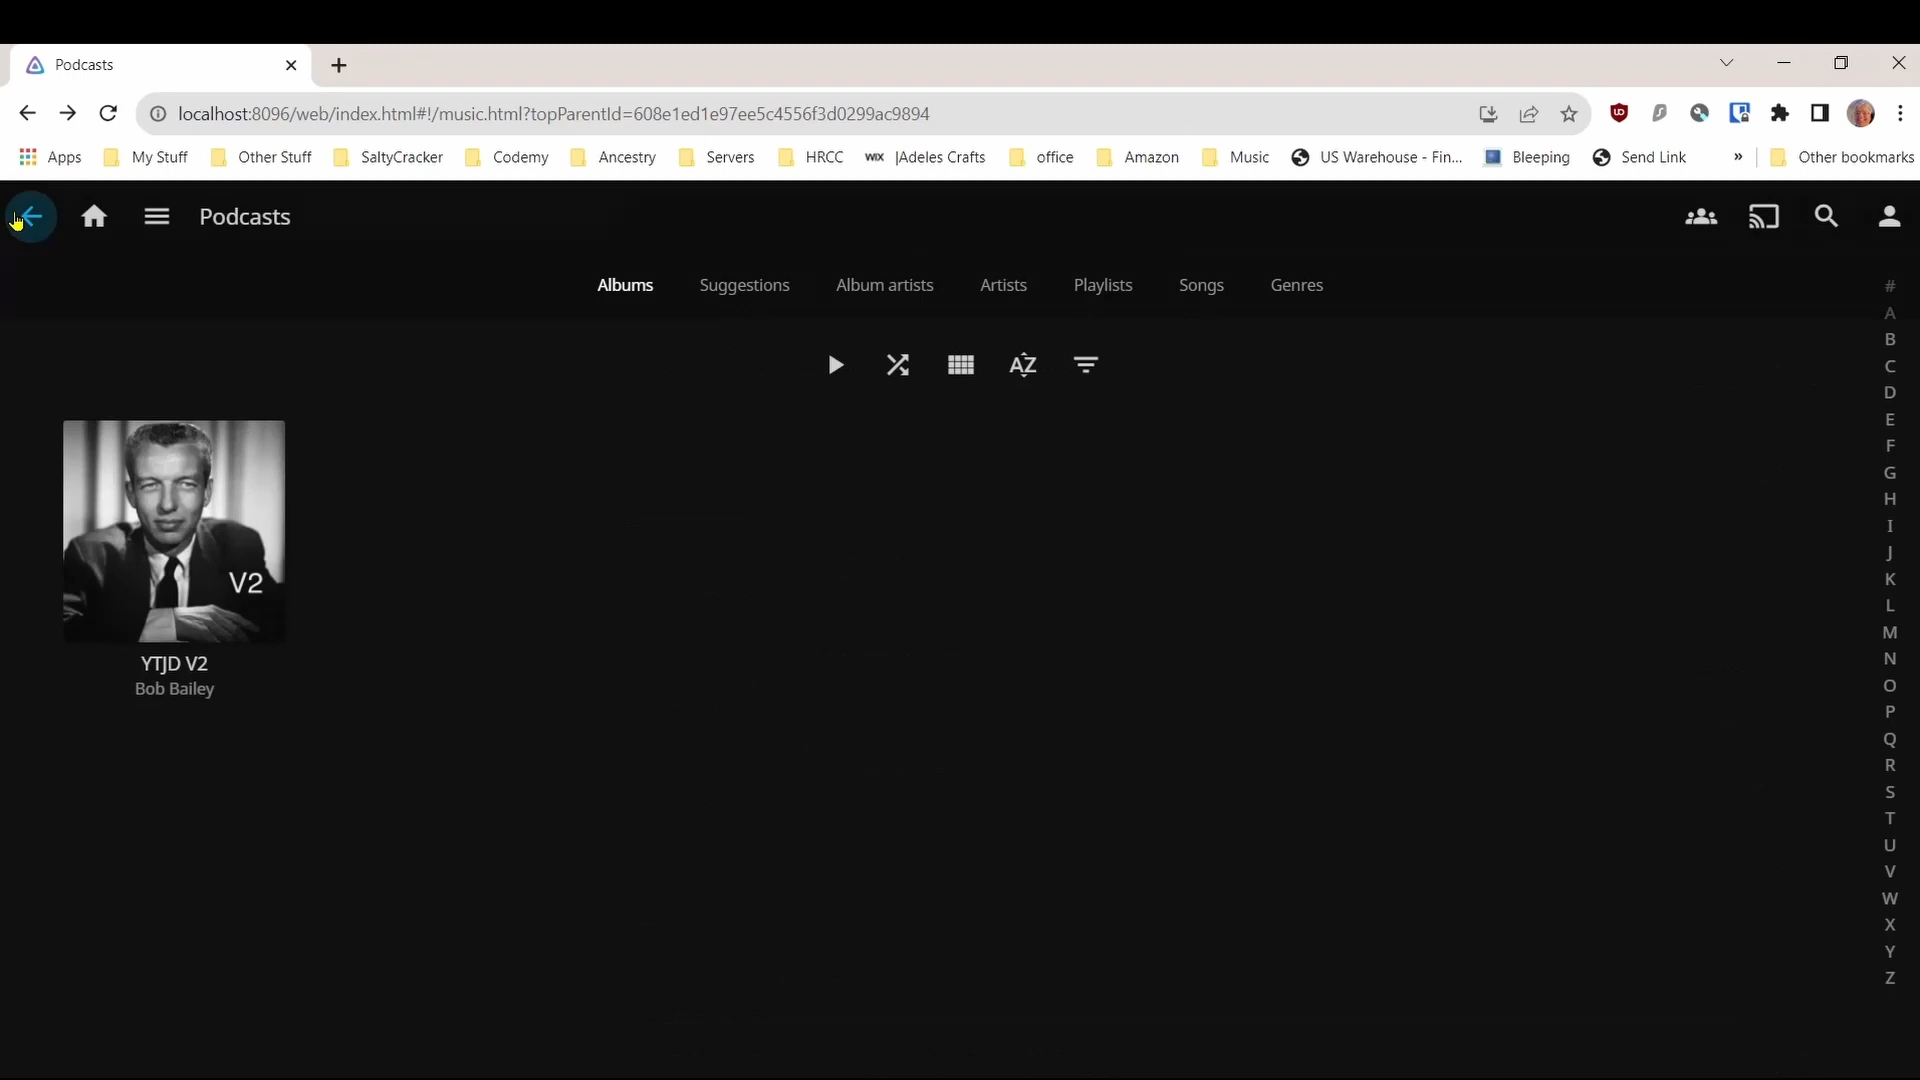 Podcasts
localhost:8096/web/index.html#!/music.html?topParentId=608e1ed1e97ee5c4556f3d0299ac9894
Apps My Stuff Other Stuff SaltyCracker Codemy Ancestry Servers HRCC WIX |Adeles Crafts office Amazon Music US Warehouse - Fin... Bleeping Send Link » Other bookmarks
Podcasts
Albums Suggestions Album artists Artists Playlists Songs Genres
AZ
V2
YTJD V2
Bob Bailey
#
A
B
C
D
E
F
G
H
I
J
K
L
M
N
O
P
Q
R
S
T
U
V
W
X
Y
Z